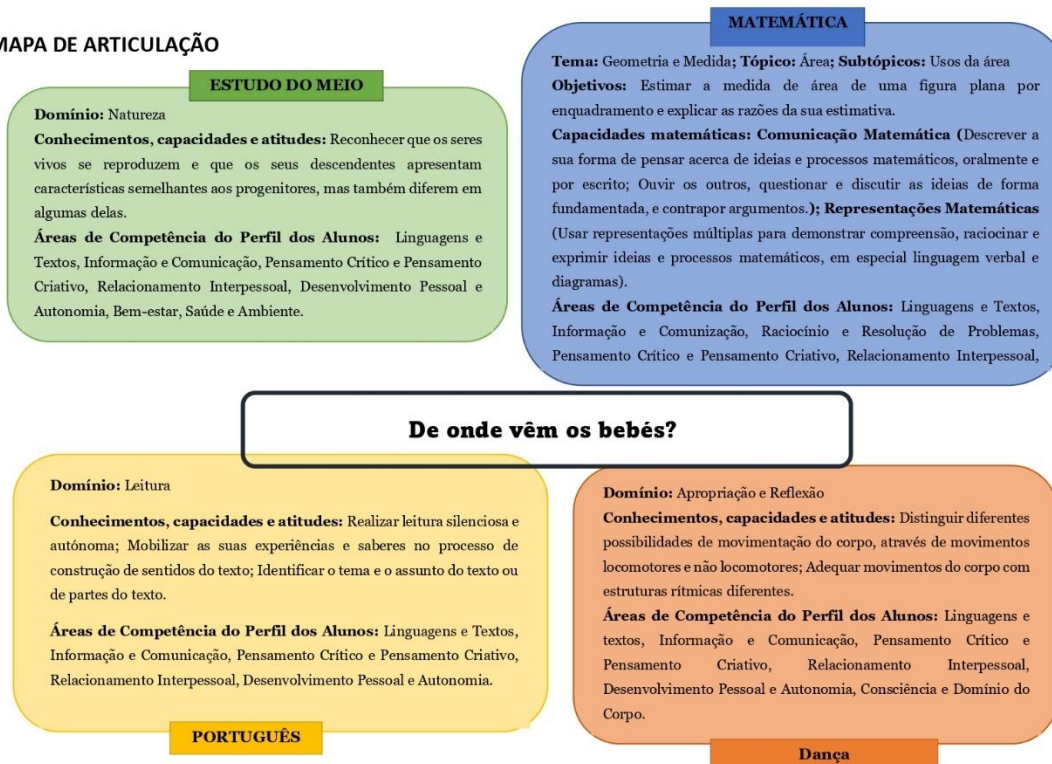 MAPA DE ARTICULAÇÃO
ESTUDO DO MEIO
Domínio: Natureza
Conhecimentos, capacidades e atitudes: Reconhecer que os seres
vivos se reproduzem e que os seus descendentes apresentam
características semelhantes aos progenitores, mas também diferem em
algumas delas.
Áreas de Competência do Perfil dos Alunos: Linguagens e
Textos, Informação e Comunicação, Pensamento Crítico e Pensamento
Criativo, Relacionamento Interpessoal, Desenvolvimento Pessoal e
Autonomia, Bem-estar, Saúde e Ambiente.
MATEMÁTICA
Tema: Geometria e Medida; Tópico: Área; Subtópicos: Usos da área
Objetivos: Estimar a medida de área de uma figura plana por
enquadramento e explicar as razões da sua estimativa.
Capacidades matemáticas: Comunicação Matemática (Descrever a
sua forma de pensar acerca de ideias e processos matemáticos, oralmente e
por escrito; Ouvir os outros, questionar e discutir as ideias de forma
fundamentada, e contrapor argumentos.); Representações Matemáticas
(Usar representações múltiplas para demonstrar compreensão, raciocinar e
exprimir ideias e processos matemáticos, em especial linguagem verbal e
diagramas).
Áreas de Competência do Perfil dos Alunos: Linguagens e Textos,
Informação e Comunização, Raciocínio e Resolução de Problemas,
Pensamento Crítico e Pensamento Criativo, Relacionamento Interpessoal,
De onde vêm os bebés?
Domínio: Leitura
Conhecimentos, capacidades e atitudes: Realizar leitura silenciosa e
autónoma; Mobilizar as suas experiências e saberes no processo de
construção de sentidos do texto; Identificar o tema e o assunto do texto ou
de partes do texto.
Áreas de Competência do Perfil dos Alunos: Linguagens e Textos,
Informação e Comunicação, Pensamento Crítico e Pensamento Criativo,
Relacionamento Interpessoal, Desenvolvimento Pessoal e Autonomia.
PORTUGUÊS
Domínio: Apropriação e Reflexão
Conhecimentos, capacidades e atitudes: Distinguir diferentes
possibilidades de movimentação do corpo, através de movimentos
locomotores e não locomotores; Adequar movimentos do corpo com
estruturas rítmicas diferentes.
Áreas de Competência do Perfil dos Alunos: Linguagens e
textos, Informação e Comunicação, Pensamento Crítico e
Pensamento Criativo, Relacionamento Interpessoal,
Desenvolvimento Pessoal e Autonomia, Consciência e Domínio do
Corpo.
Dança